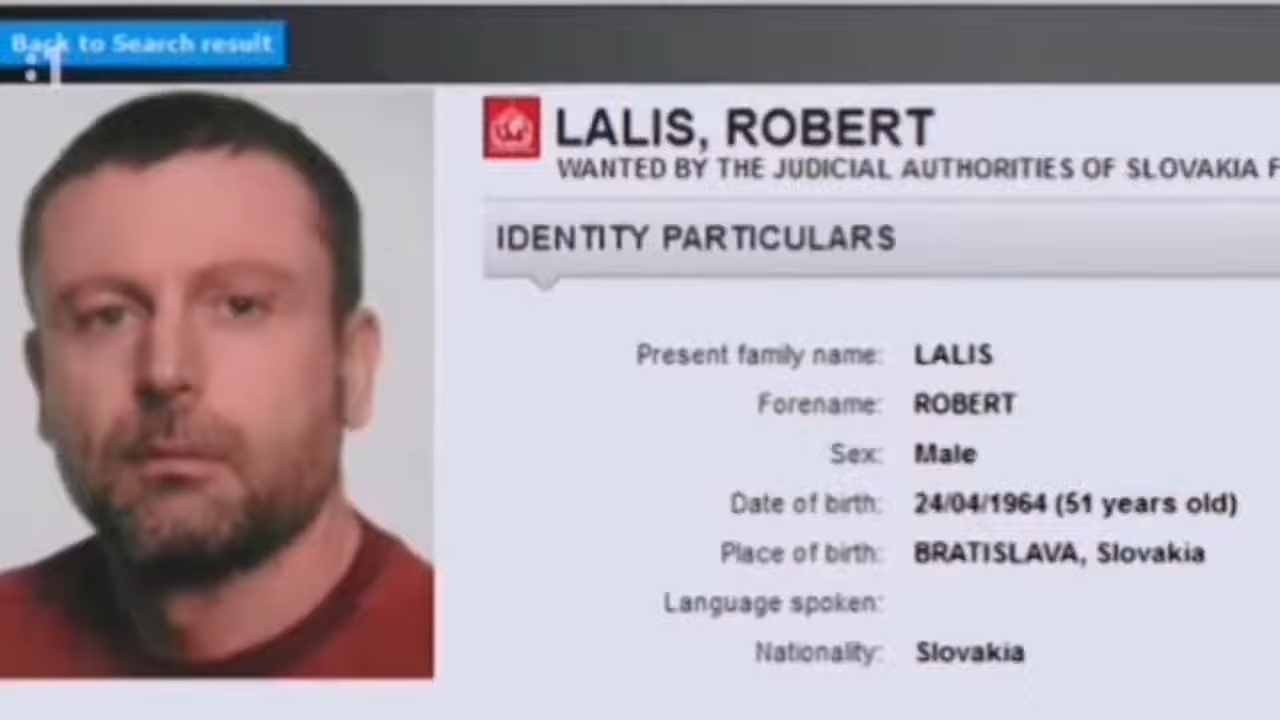 Back to Search result
:1
LALIS, ROBERT
WANTED BY THE JUDICIAL AUTHORITIES OF SLOVAKIA F
IDENTITY PARTICULARS
Present family name: LALIS
Forename: ROBERT
Sex: Male
Date of birth: 24/04/1964 (51 years old)
Place of birth: BRATISLAVA, Slovakia
Language spoken:
Nationality: Slovakia